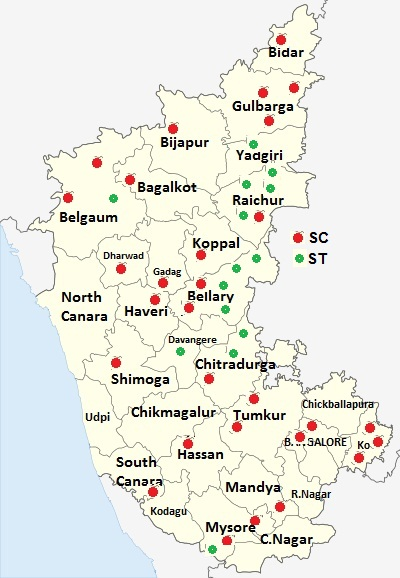 Bidar
Gulbarga
Bijapur
Yadgiri
Bagalkot
Raichur
Belgaum
Koppal
SC
Dharwad
ST
Gadag
North
Canara
Bellary
Haveri
Davangere
Chitradurga
Shimoga
Chickballapura
Chikmagalur
Tumkur
Udpi
Hassan
Ko
South
Canara
Mandya
R.Nagar
Kodagu
Mysore
C.Nagar